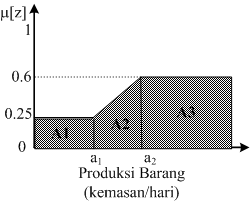 μ[z]
1
0.6
0.25
A1
A2
A3
0
a1
a2
Produksi Barang
(kemasan/hari)